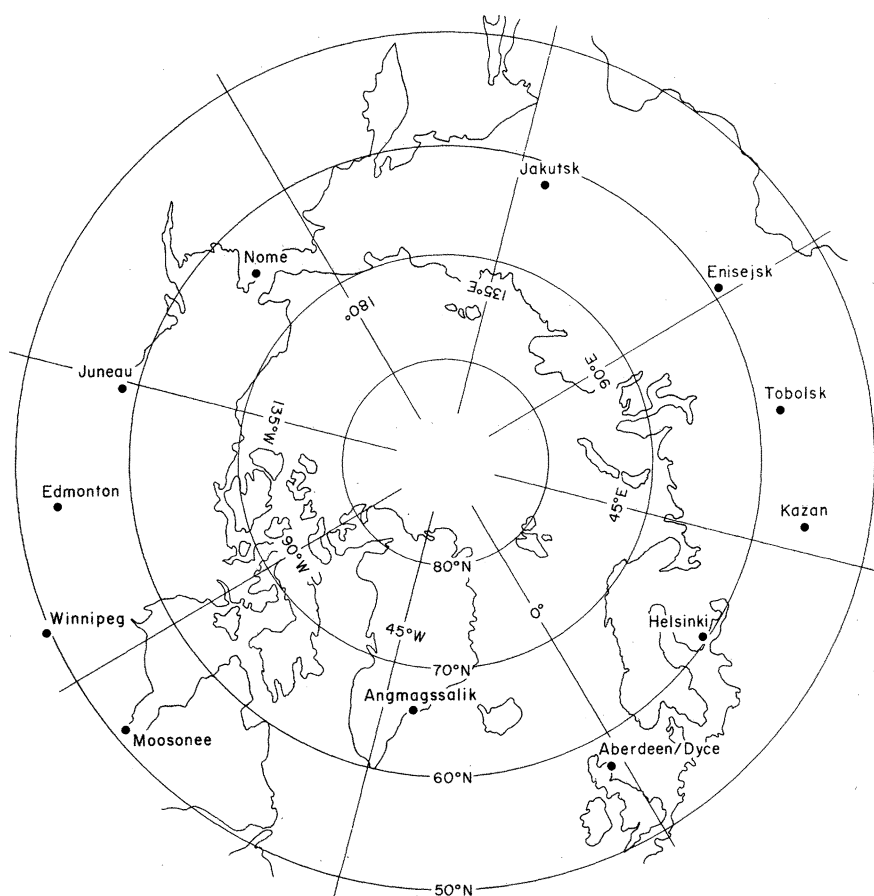 Jakutsk
Nome
Enisejsk
135°E
180°
90°E
Juneau
Tobolsk
135°W
Edmonton
45°E
Kazan
90°W
80°N
0°
Winnipeg
45°W
Helsinki
70°N
Angmagssalik
Moosonee
Aberdeen/Dyce
60°N
50°N